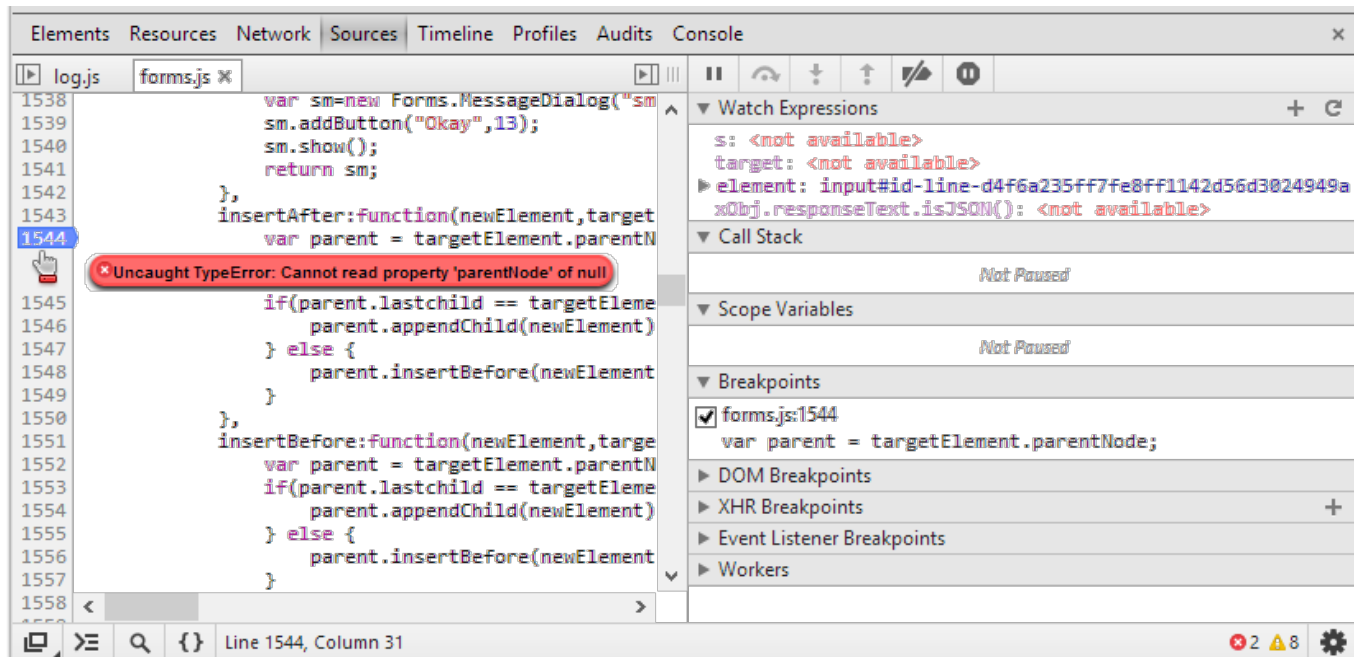 Elements Resources Network Sources Timeline Profiles Audits Console
log.js forms.js
1538 var sm=new Forms.MessageDialog("sm
1539 sm.addButton("Okay",13);
1540 sm.show();
1541 return sm;
1542 },
1543 insertAfter:function(newElement,target
1544 var parent = targetElement.parentN
Uncaught TypeError: Cannot read property 'parentNode' of null
1545 if(parent.lastchild == targetEleme
1546 parent.appendChild(newElement)
1547 } else {
1548 parent.insertBefore(newElement
1549 }
1550 },
1551 insertBefore:function(newElement,targe
1552 var parent = targetElement.parentN
1553 if(parent.lastchild == targetEleme
1554 parent.appendChild(newElement)
1555 } else {
1556 parent.insertBefore(newElement
1557 }
1558
Watch Expressions
s: <not available>
target: <not available>
element: input#id-line-d4f6a235ff7fe8ff1142d56d3024949a
xObj.responseText.isJSON(): <not available>
Call Stack
Not Paused
Scope Variables
Not Paused
Breakpoints
forms.js:1544
var parent = targetElement.parentNode;
DOM Breakpoints
XHR Breakpoints
Event Listener Breakpoints
Workers
{} Line 1544, Column 31
2 8